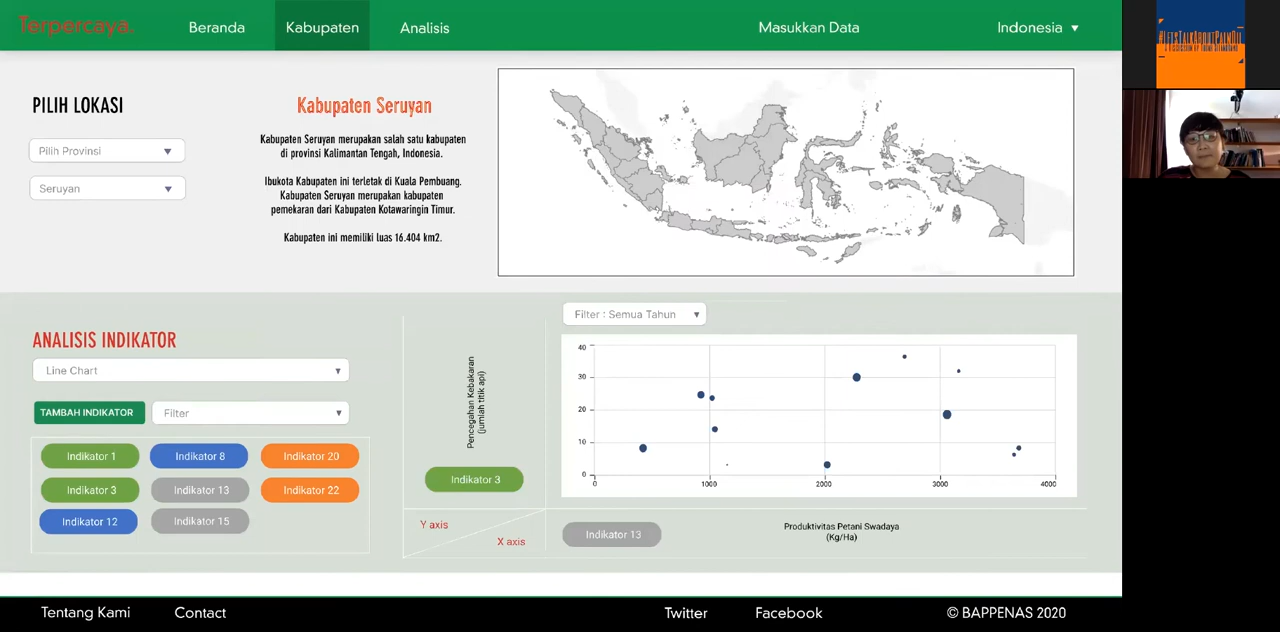 Terpercaya
Beranda
Kabupaten
Analisis
Masukkan Data
Indonesia
PILIH LOKASI
Pilih Provinsi
Seruyan
Kabupaten Seruyan
Kabupaten Seruyan merupakan salah satu kabupaten
di provinsi Kalimantan Tengah, Indonesia.
Ibukota Kabupaten ini terletak di Kuala Pembuang.
Kabupaten Seruyan merupakan kabupaten
pemekaran dari Kabupaten Kotawaringin Timur.
Kabupaten ini memiliki luas 16.404 km2.
#LETSTALKABOUTPALMOIL
ANALISIS INDIKATOR
Line Chart
TAMBAH INDIKATOR
Filter
Indikator 1
Indikator 8
Indikator 20
Indikator 3
Indikator 13
Indikator 22
Indikator 12
Indikator 15
Filter : Semua Tahun
Pencegahan Kebakaran
(jumlah titik api)
Indikator 3
Y axis
X axis
40
30
20
10
0
0
1000
2000
3000
4000
Indikator 13
Produktivitas Petani Swadaya
(Kg/Ha)
Tentang Kami
Contact
Twitter
Facebook
© BAPPENAS 2020